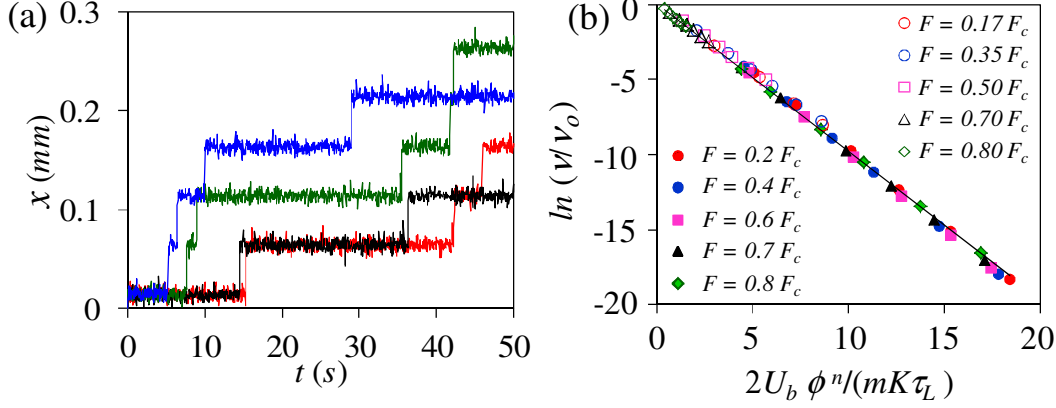 (a)
0.3
0.2
0.1
0
x (mm)
0 10 20 30 40 50
t (s)
(b)
0
-5
-10
-15
-20
ln (ν/ν_o)
F = 0.17 F_c
F = 0.35 F_c
F = 0.50 F_c
F = 0.70 F_c
F = 0.80 F_c
F = 0.2 F_c
F = 0.4 F_c
F = 0.6 F_c
F = 0.7 F_c
F = 0.8 F_c
0 5 10 15 20
2U_b ϕ^n/(mKτ_L)